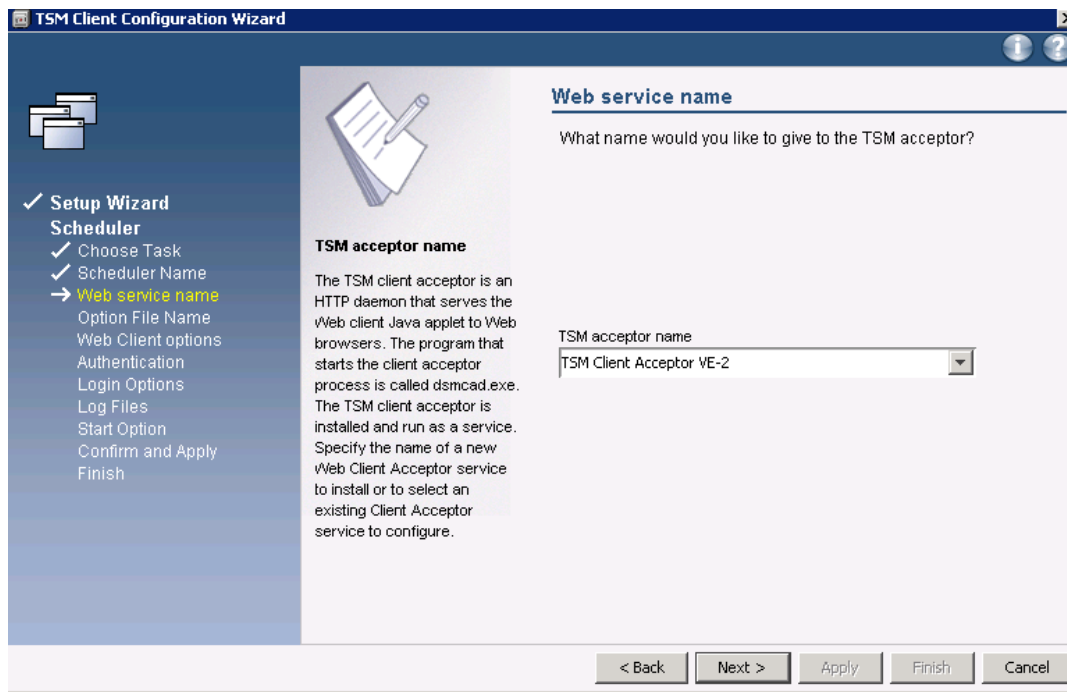 TSM Client Configuration Wizard
Setup Wizard
Scheduler
Choose Task
Scheduler Name
Web service name
Option File Name
Web Client options
Authentication
Login Options
Log Files
Start Option
Confirm and Apply
Finish
TSM acceptor name
The TSM client acceptor is an
HTTP daemon that serves the
Web client Java applet to Web
browsers. The program that
starts the client acceptor
process is called dsmcad.exe.
The TSM client acceptor is
installed and run as a service.
Specify the name of a new
Web Client Acceptor service
to install or to select an
existing Client Acceptor
service to configure.
Web service name
What name would you like to give to the TSM acceptor?
TSM acceptor name
TSM Client Acceptor VE-2
< Back
Next >
Apply
Finish
Cancel